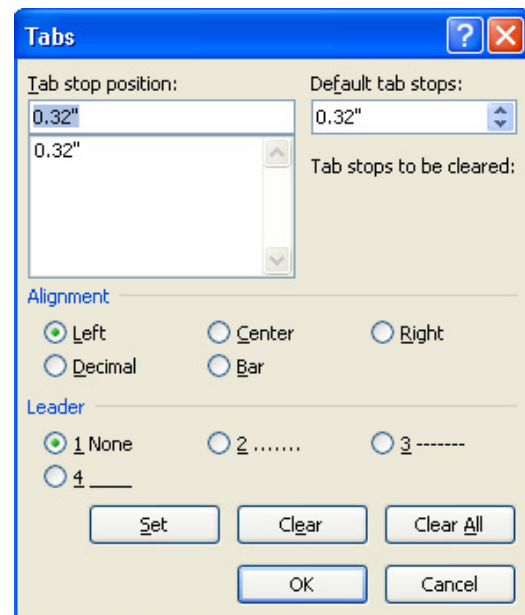 Tabs
Tab stop position: Default tab stops:
0.32" 0.32"
0.32"
Tab stops to be cleared:
Alignment
Left Center Right
Decimal Bar
Leader
1 None 2 ....... 3 -------
4 ____
Set Clear Clear All
OK Cancel